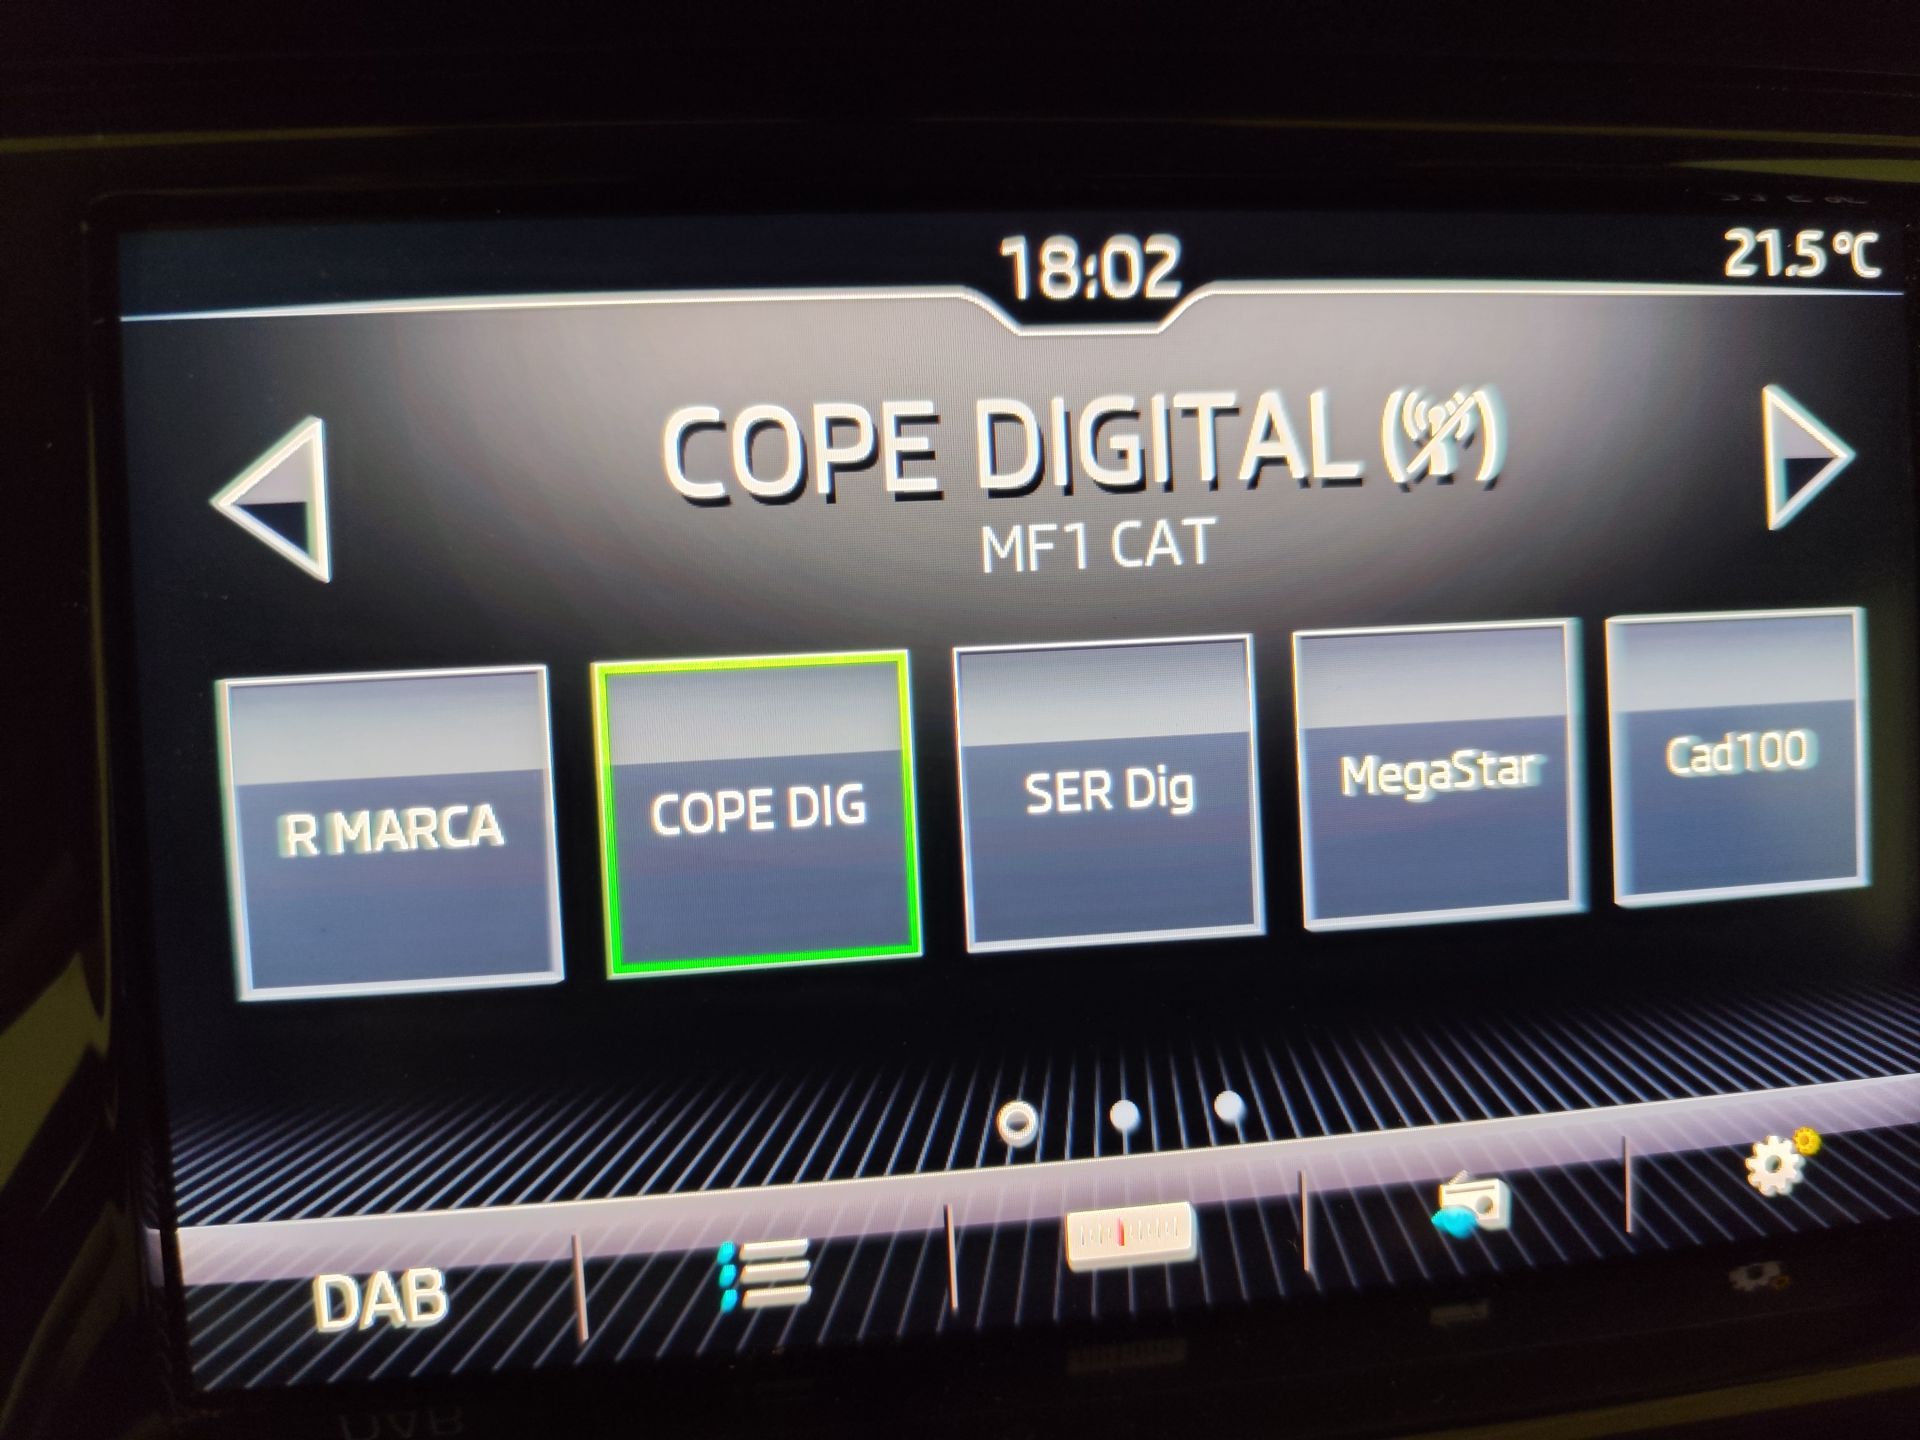 18:02
21.5°C
COPE DIGITAL
MF1 CAT
R MARCA
COPE DIG
SER Dig
MegaStar
Cad100
DAB